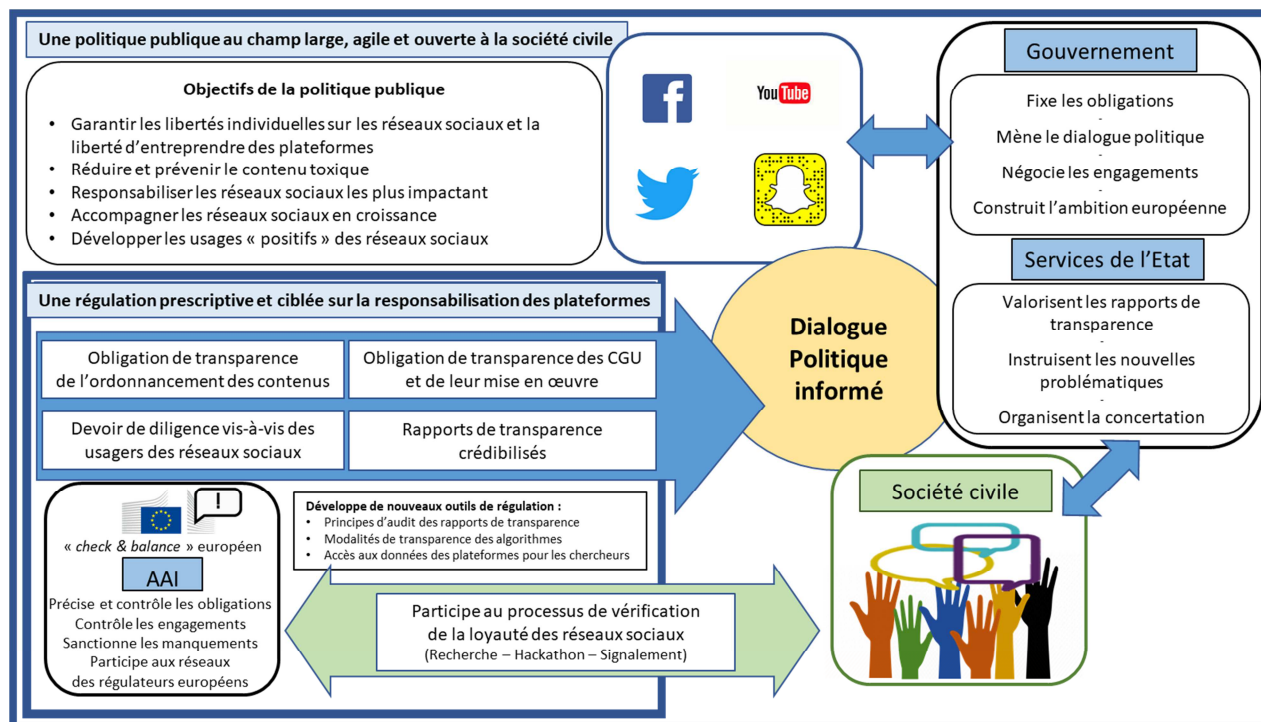 Une politique publique au champ large, agile et ouverte à la société civile
Objectifs de la politique publique
• Garantir les libertés individuelles sur les réseaux sociaux et la
liberté d'entreprendre des plateformes
• Réduire et prévenir le contenu toxique
• Responsabiliser les réseaux sociaux les plus impactant
• Accompagner les réseaux sociaux en croissance
• Développer les usages « positifs » des réseaux sociaux
f
YouTube
Gouvernement
Fixe les obligations
-
Mène le dialogue politique
-
Négocie les engagements
-
Construit l'ambition européenne
Services de l'Etat
Valorisent les rapports de
transparence
-
Instruisent les nouvelles
problématiques
-
Organisent la concertation
Une régulation prescriptive et ciblée sur la responsabilisation des plateformes
Obligation de transparence
de l'ordonnancement des contenus
Obligation de transparence des CGU
et de leur mise en œuvre
Devoir de diligence vis-à-vis des
usagers des réseaux sociaux
Rapports de transparence
crédibilisés
Dialogue
Politique
informé
!
« check & balance » européen
AAI
Précise et contrôle les obligations
Contrôle les engagements
Sanctionne les manquements
Participe aux réseaux
des régulateurs européens
Développe de nouveaux outils de régulation :
• Principes d'audit des rapports de transparence
• Modalités de transparence des algorithmes
• Accès aux données des plateformes pour les chercheurs
Participe au processus de vérification
de la loyauté des réseaux sociaux
(Recherche – Hackathon – Signalement)
Société civile